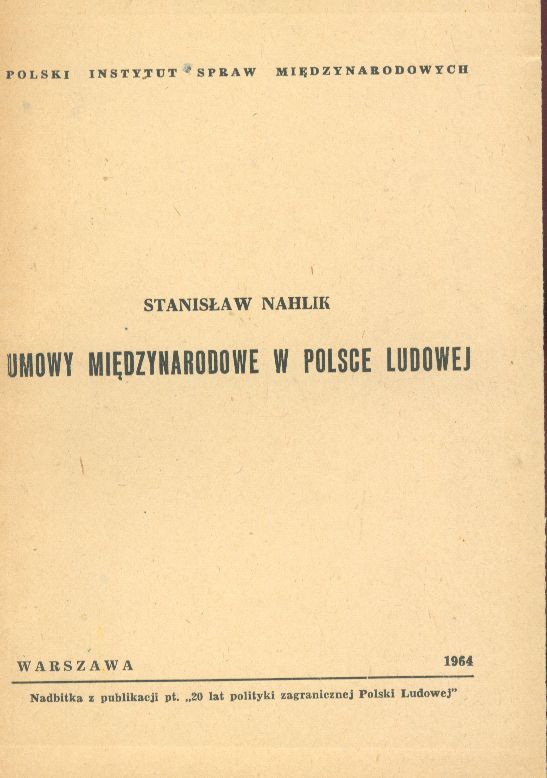 POLSKI INSTYTUT SPRAW MIĘDZYNARODOWYCH
STANISŁAW NAHLIK
UMOWY MIĘDZYNARODOWE W POLSCE LUDOWEJ
WARSZAWA 1964
Nadbitka z publikacji pt. „20 lat polityki zagranicznej Polski Ludowej”